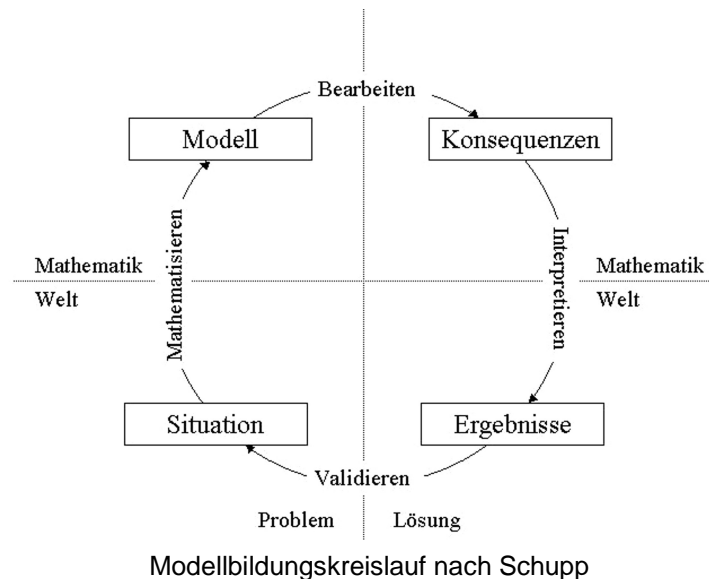 Bearbeiten
Modell
Konsequenzen
Mathematisieren
Interpretieren
Mathematik
Mathematik
Welt
Welt
Situation
Ergebnisse
Validieren
Problem
Lösung
Modellbildungskreislauf nach Schupp